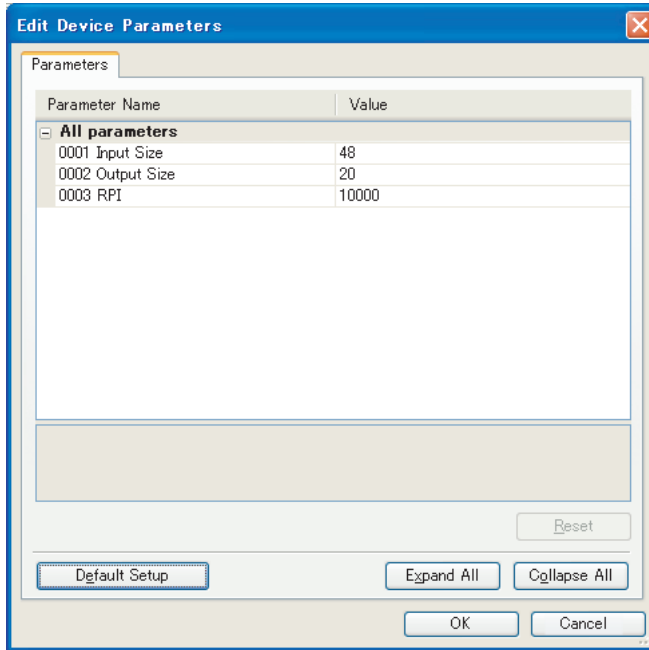 Edit Device Parameters
Parameters
Parameter Name Value
All parameters
0001 Input Size 48
0002 Output Size 20
0003 RPI 10000
Reset
Default Setup Expand All Collapse All
OK Cancel